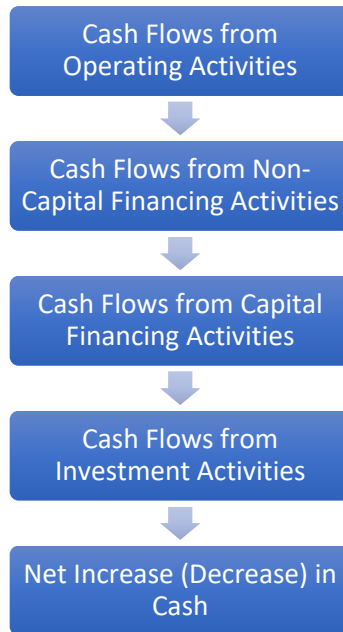 Cash Flows from
Operating Activities
Cash Flows from Non-
Capital Financing Activities
Cash Flows from Capital
Financing Activities
Cash Flows from
Investment Activities
Net Increase (Decrease) in
Cash